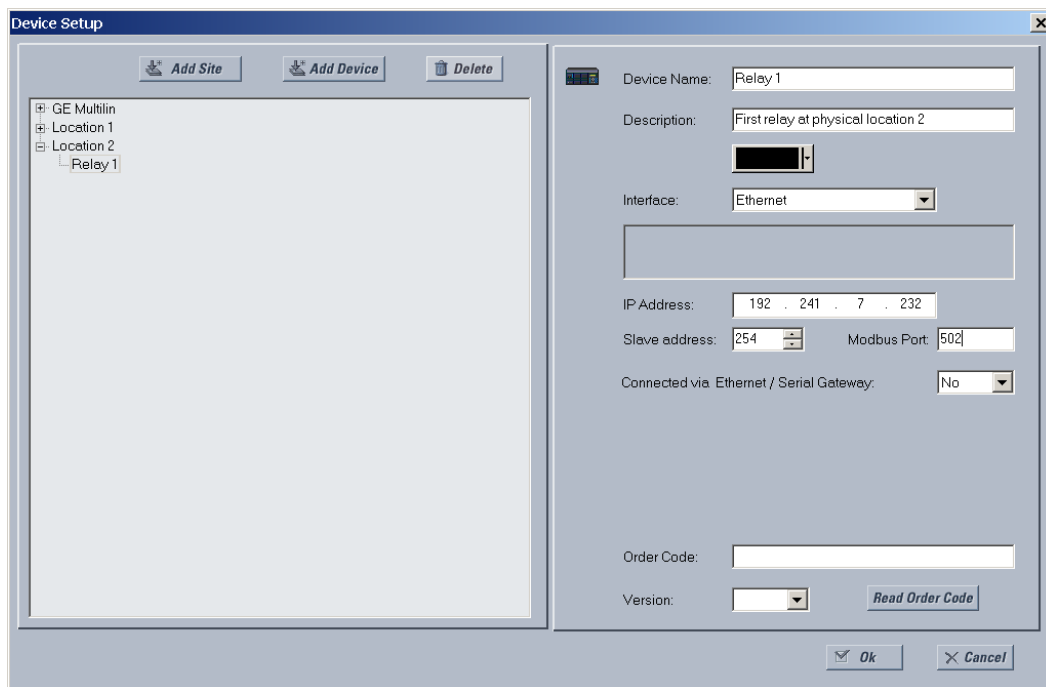 Device Setup
Add Site Add Device Delete
GE Multilin
Location 1
Location 2
Relay 1
Device Name: Relay 1
Description: First relay at physical location 2
Interface: Ethernet
IP Address: 192 . 241 . 7 . 232
Slave address: 254 Modbus Port: 502
Connected via Ethernet / Serial Gateway: No
Order Code:
Version: Read Order Code
Ok Cancel